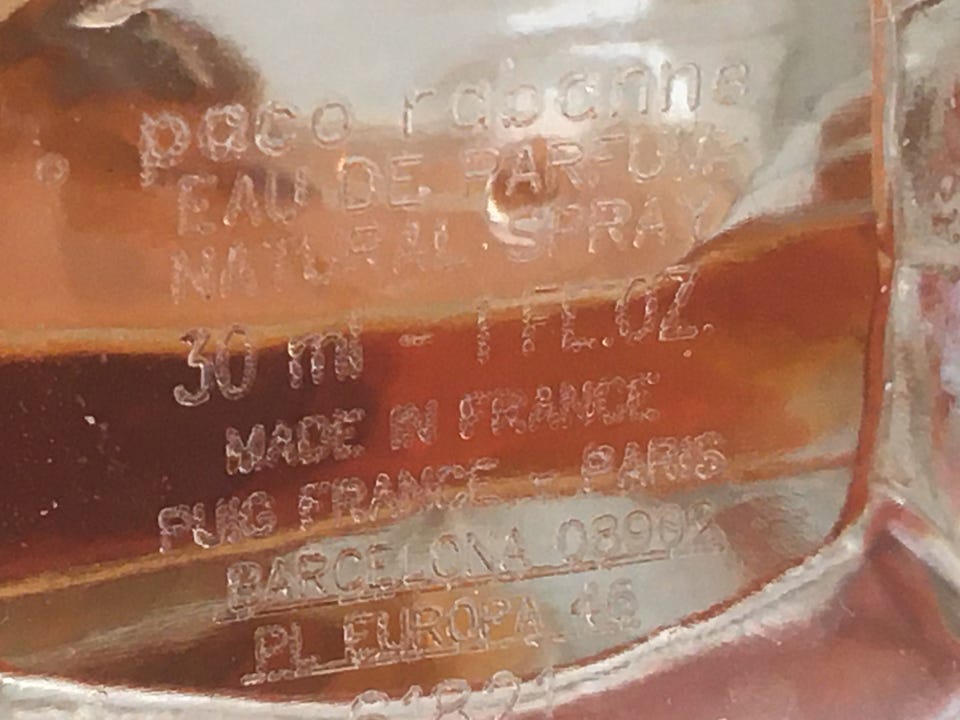 paco rabanne
EAU DE PARFUM
NATURAL SPRAY
30 ml - 1 FL.OZ.
MADE IN FRANCE
PUIG FRANCE - PARIS
BARCELONA 08902
PL EUROPA 46